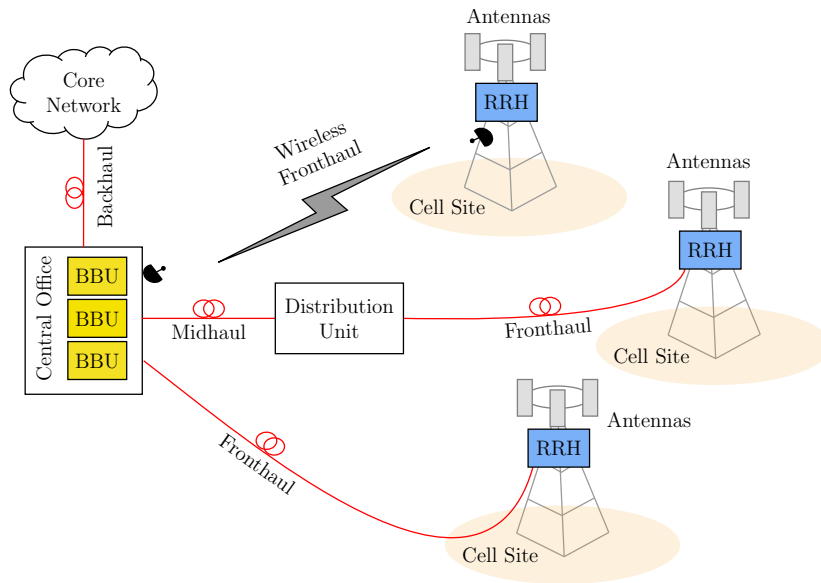 Antennas
Core
Network
RRH
Wireless
Fronthaul
Antennas
Backhaul
Cell Site
RRH
Central Office
BBU
BBU
BBU
Midhaul
Distribution
Unit
Fronthaul
Cell Site
Antennas
RRH
Fronthaul
Cell Site